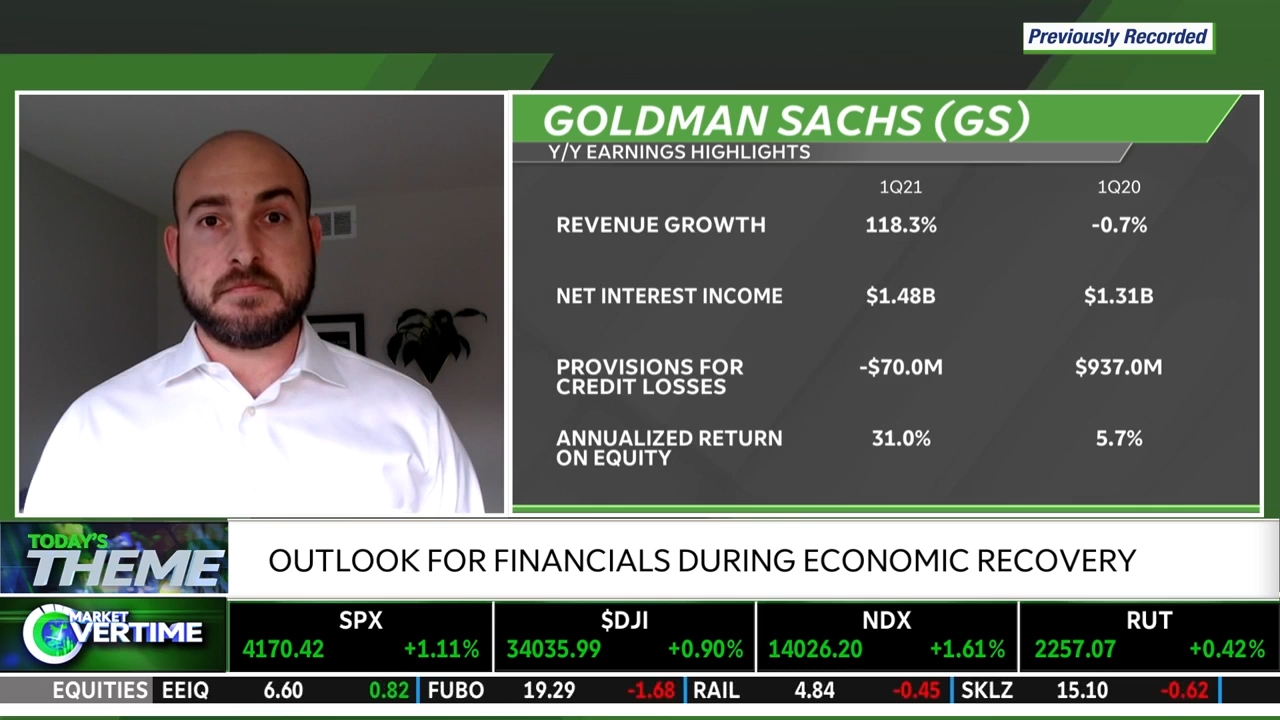 Previously Recorded
GOLDMAN SACHS (GS)
Y/Y EARNINGS HIGHLIGHTS
1Q21 1Q20
REVENUE GROWTH 118.3% -0.7%
NET INTEREST INCOME $1.48B $1.31B
PROVISIONS FOR
CREDIT LOSSES -$70.0M $937.0M
ANNUALIZED RETURN
ON EQUITY 31.0% 5.7%
TODAY'S
THEME
OUTLOOK FOR FINANCIALS DURING ECONOMIC RECOVERY
MARKET
OVERTIME
SPX $DJI NDX RUT
4170.42 +1.11% 34035.99 +0.90% 14026.20 +1.61% 2257.07 +0.42%
EQUITIES EEIQ 6.60 0.82 FUBO 19.29 -1.68 RAIL 4.84 -0.45 SKLZ 15.10 -0.62